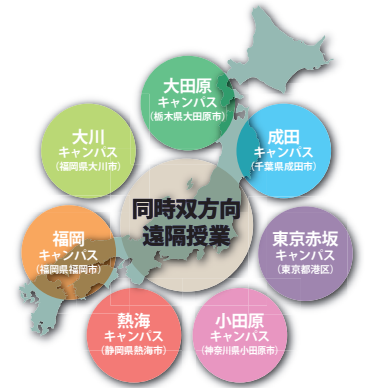 大田原
キャンパス
(栃木県大田原市)
大川
キャンパス
(福岡県大川市)
成田
キャンパス
(千葉県成田市)
同時双方向
遠隔授業
福岡
キャンパス
(福岡県福岡市)
東京赤坂
キャンパス
(東京都港区)
熱海
キャンパス
(静岡県熱海市)
小田原
キャンパス
(神奈川県小田原市)